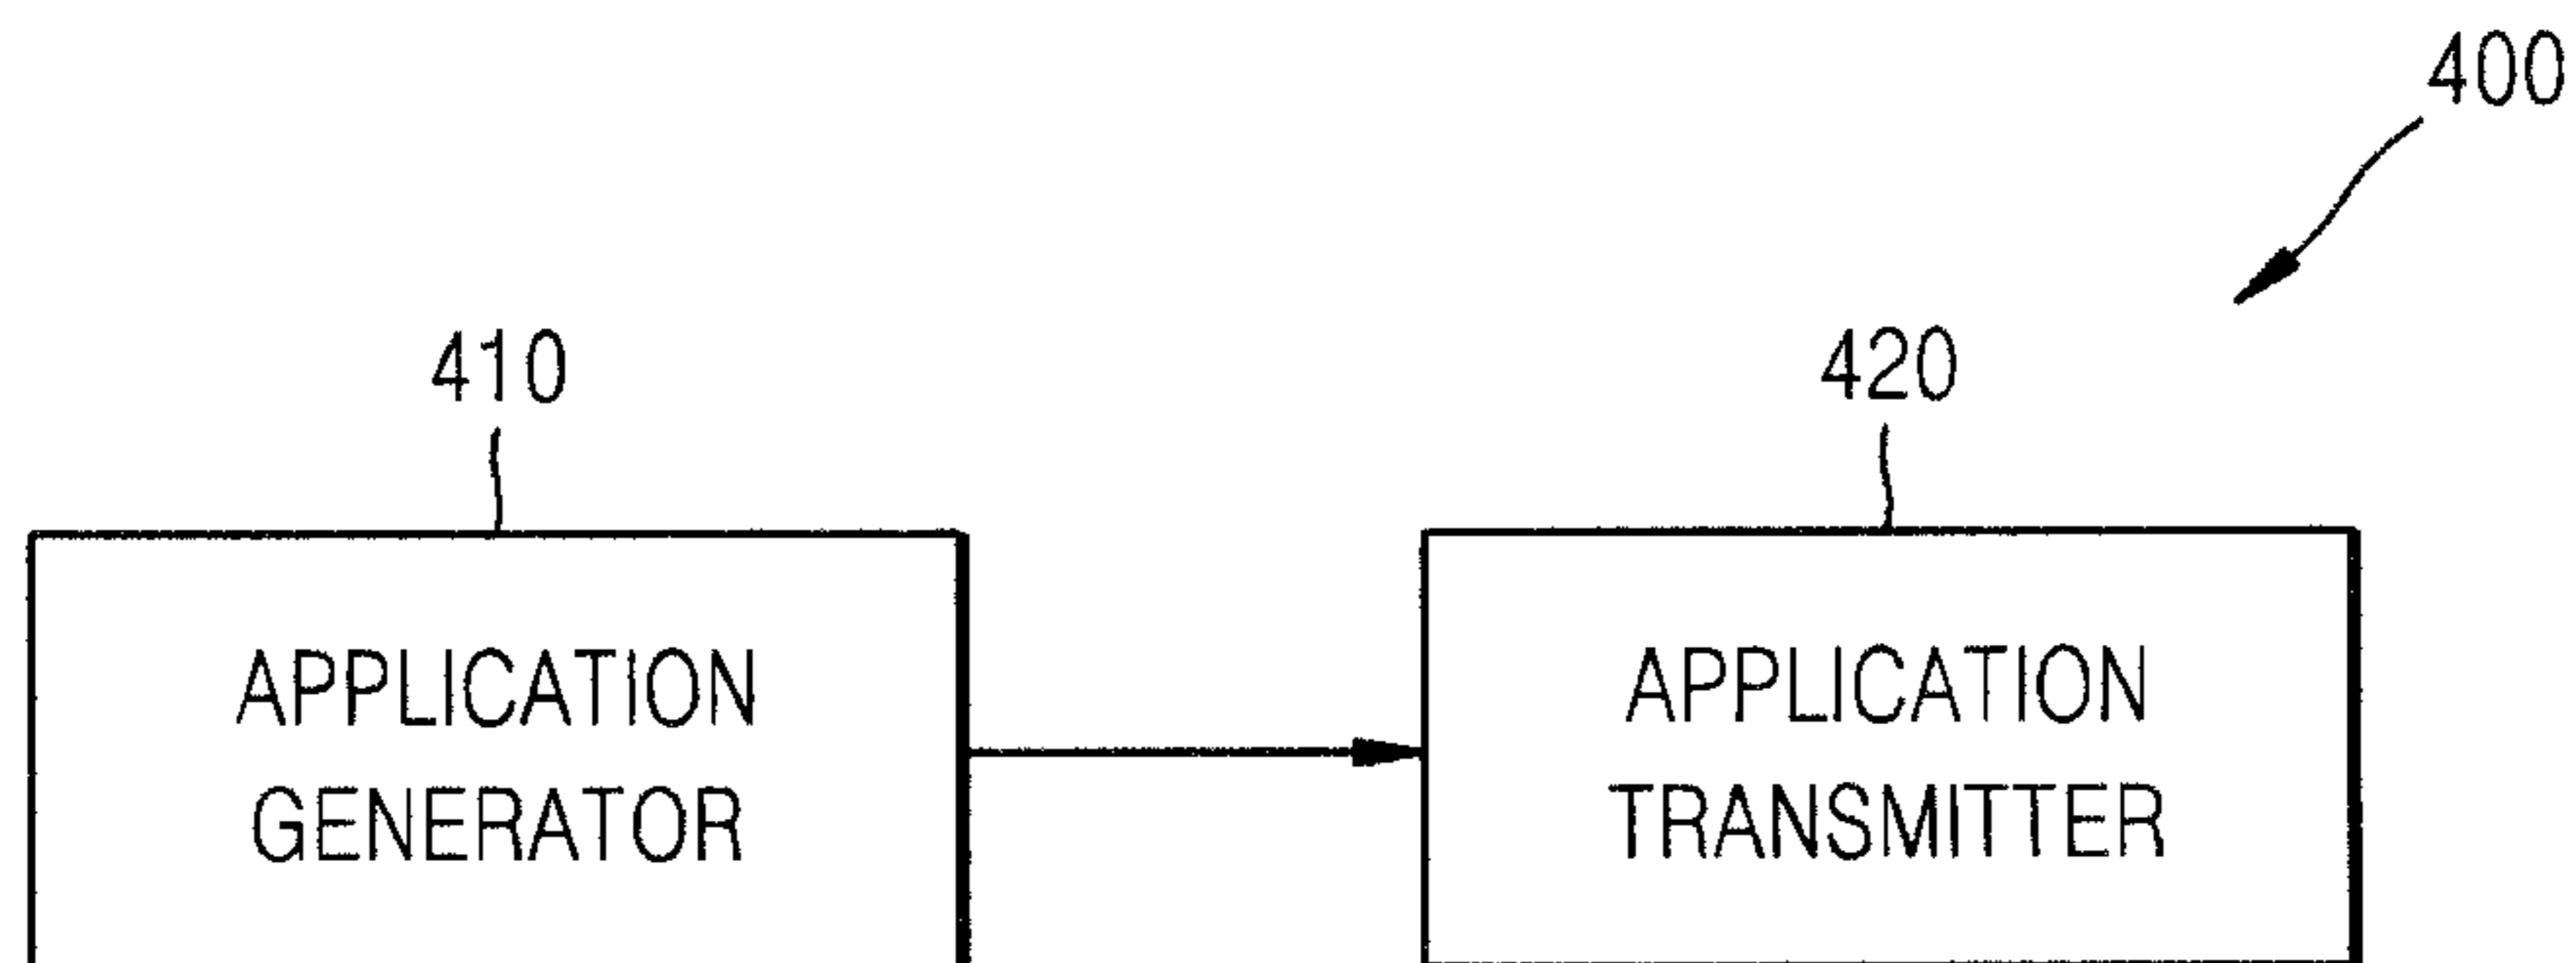 400
410
420
APPLICATION
GENERATOR
APPLICATION
TRANSMITTER